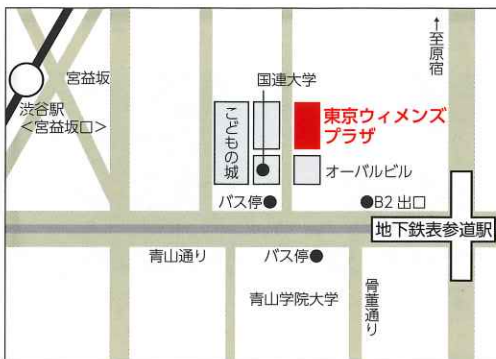 ↑至原宿
宮益坂
国連大学
渋谷駅
<宮益坂口>
こどもの城
東京ウィメンズ
プラザ
オーバルビル
バス停●
●B2 出口
地下鉄表参道駅
青山通り
バス停●
青山学院大学
骨董通り